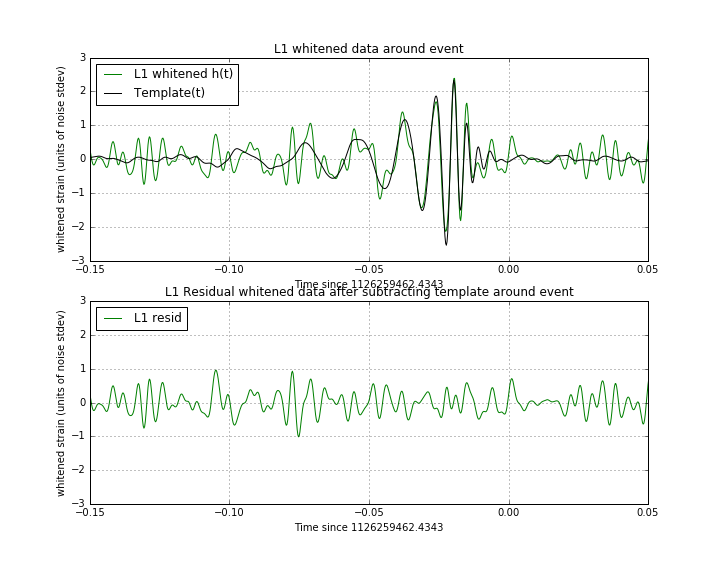 L1 whitened data around event
3
2
1
0
−1
−2
−3
whitened strain (units of noise stdev)
L1 whitened h(t)
Template(t)
−0.15
−0.10
−0.05
0.00
0.05
Time since 1126259462.4343
L1 Residual whitened data after subtracting template around event
3
2
1
0
−1
−2
−3
whitened strain (units of noise stdev)
L1 resid
−0.15
−0.10
−0.05
0.00
0.05
Time since 1126259462.4343